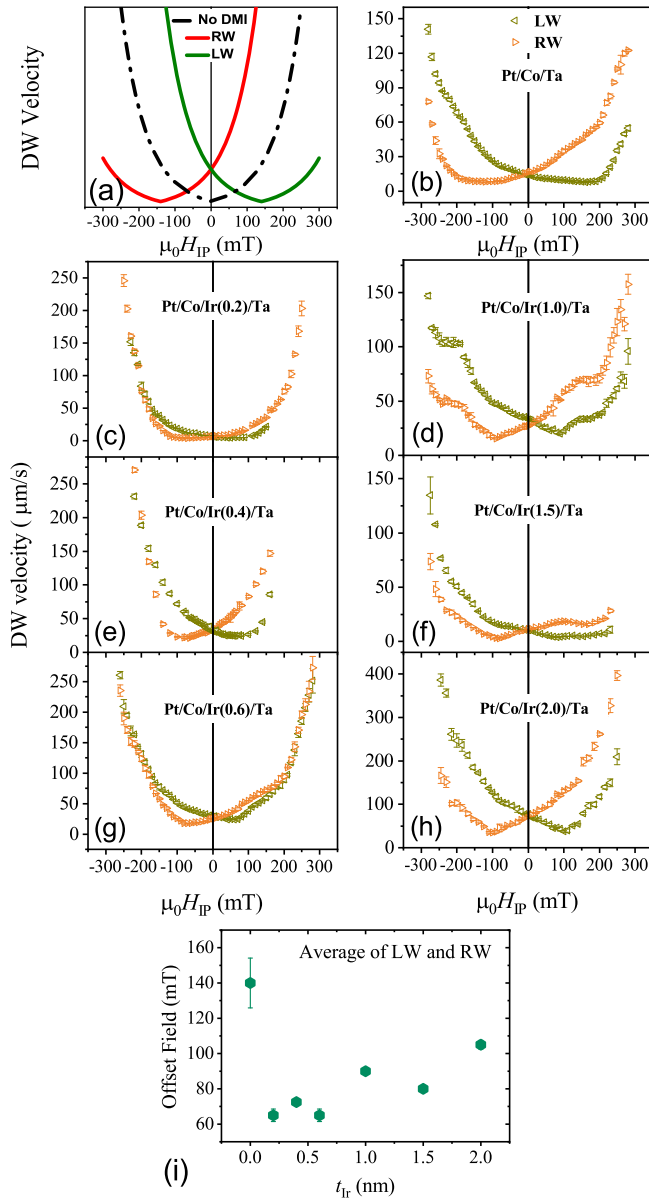 No DMI
RW
LW
DW Velocity
(a)
-300 -200 -100 0 100 200 300
μ₀H_IP (mT)
150
120
90
60
30
0
LW
RW
Pt/Co/Ta
(b)
-300 -200 -100 0 100 200 300
μ₀H_IP (mT)
DW velocity ( μm/s)
250
200
150
100
50
0
Pt/Co/Ir(0.2)/Ta
(c)
150
100
50
0
Pt/Co/Ir(1.0)/Ta
(d)
250
200
150
100
50
0
Pt/Co/Ir(0.4)/Ta
(e)
150
100
50
0
Pt/Co/Ir(1.5)/Ta
(f)
250
200
150
100
50
0
Pt/Co/Ir(0.6)/Ta
(g)
-300 -200 -100 0 100 200 300
μ₀H_IP (mT)
400
300
200
100
0
Pt/Co/Ir(2.0)/Ta
(h)
-300 -200 -100 0 100 200 300
μ₀H_IP (mT)
Offset Field (mT)
160
140
120
100
80
60
Average of LW and RW
(i)
0.0 0.5 1.0 1.5 2.0
t_Ir (nm)